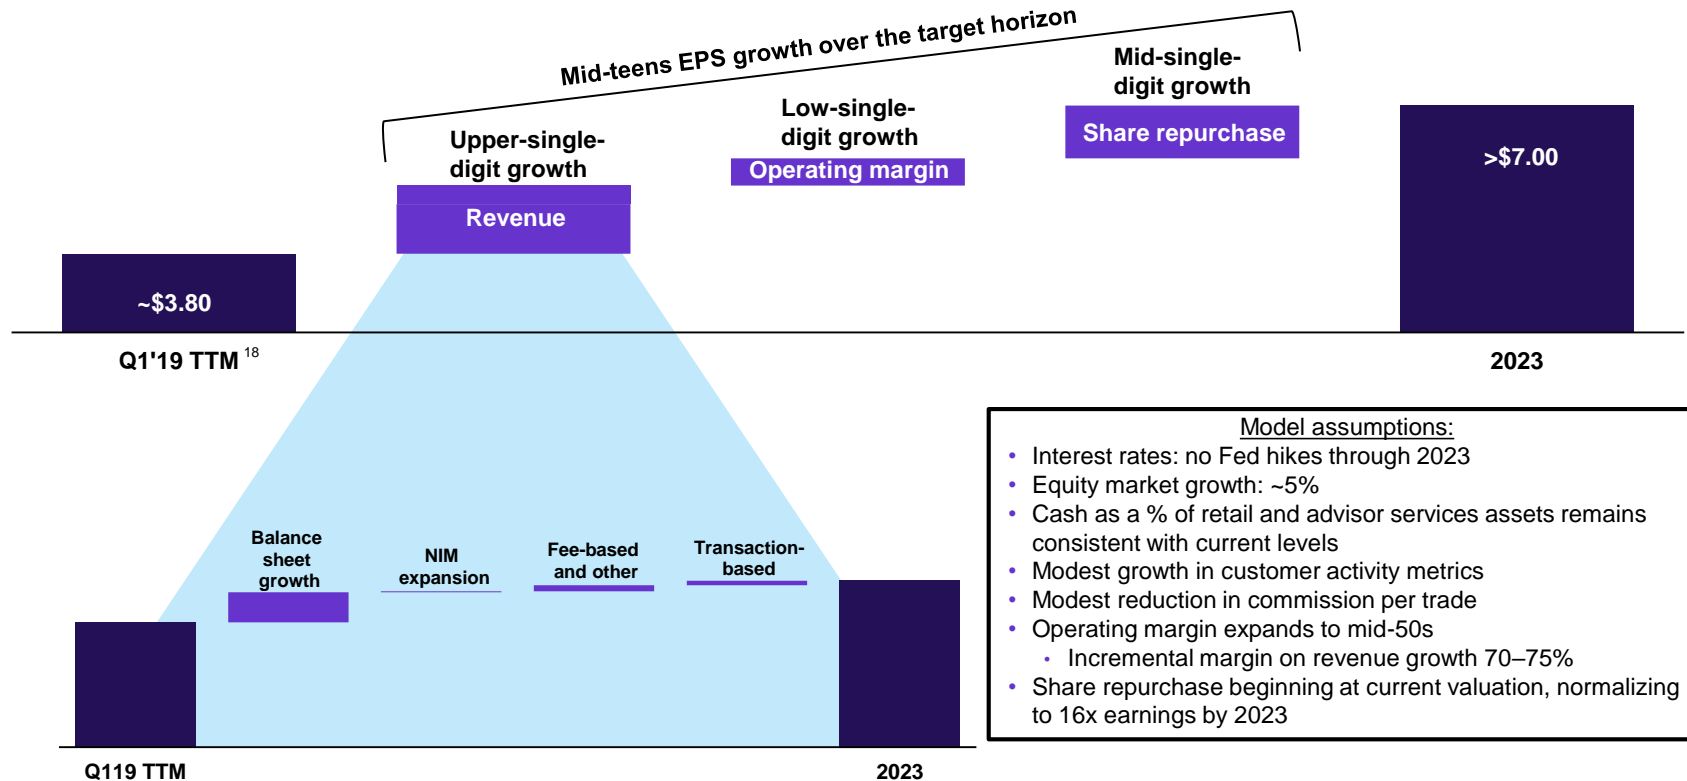 Mid-teens EPS growth over the target horizon
Upper-single-
digit growth
Low-single-
digit growth
Mid-single-
digit growth
Revenue
Operating margin
Share repurchase
~$3.80
>$7.00
Q1'19 TTM 18
2023
Balance
sheet
growth
NIM
expansion
Fee-based
and other
Transaction-
based
Q119 TTM
2023
Model assumptions:
• Interest rates: no Fed hikes through 2023
• Equity market growth: ~5%
• Cash as a % of retail and advisor services assets remains
consistent with current levels
• Modest growth in customer activity metrics
• Modest reduction in commission per trade
• Operating margin expands to mid-50s
• Incremental margin on revenue growth 70–75%
• Share repurchase beginning at current valuation, normalizing
to 16x earnings by 2023